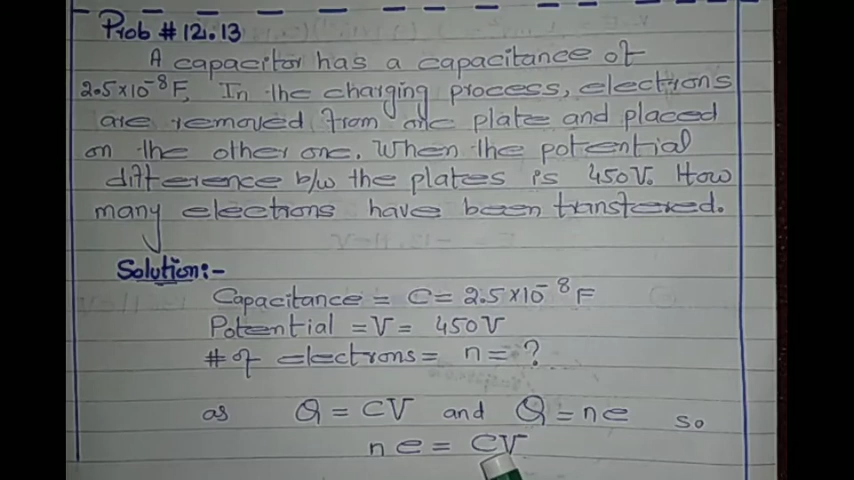 Prob # 12.13
A capacitor has a capacitance of
2.5×10⁻⁸F. In the charging process, electrons
are removed from one plate and placed
on the other one. When the potential
difference b/w the plates is 450V. How
many elections have been transfered.
Solution:-
Capacitance = C = 2.5×10⁻⁸ F
Potential = V = 450V
# of electrons = n = ?
as Q = CV and Q = ne so
ne = CV